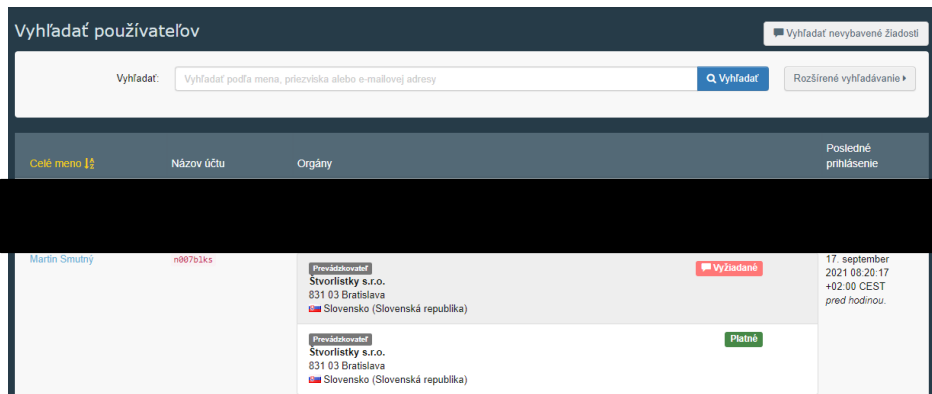 Vyhľadať používateľov
Vyhľadať nevybavené žiadosti
Vyhľadať:
Vyhľadať podľa mena, priezviska alebo e-mailovej adresy
Vyhľadať
Rozšírené vyhľadávanie
Celé meno
Názov účtu
Orgány
Posledné
prihlásenie
Martin Smutný
n007blks
Prevádzkovateľ
Štvorlistky s.r.o.
831 03 Bratislava
Slovensko (Slovenská republika)
Vyžiadané
17. september
2021 08:20:17
+02:00 CEST
pred hodinou.
Prevádzkovateľ
Štvorlistky s.r.o.
831 03 Bratislava
Slovensko (Slovenská republika)
Platné